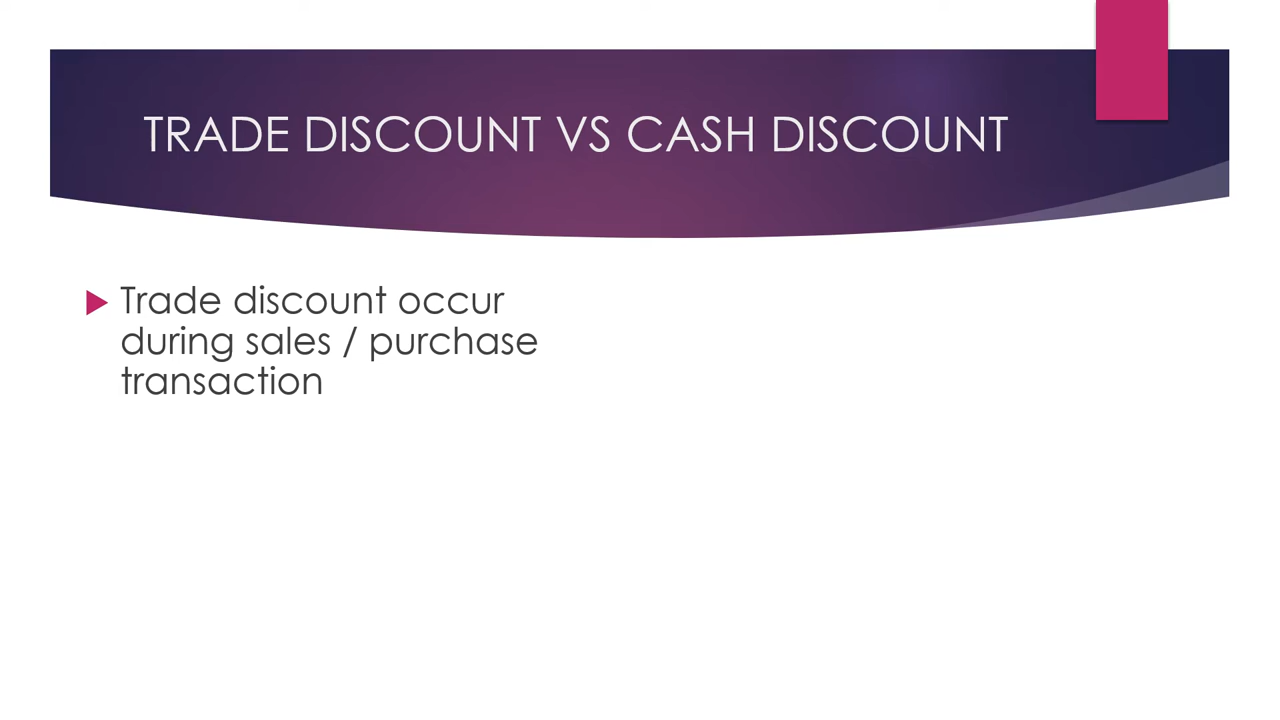 TRADE DISCOUNT VS CASH DISCOUNT
Trade discount occur
during sales / purchase
transaction